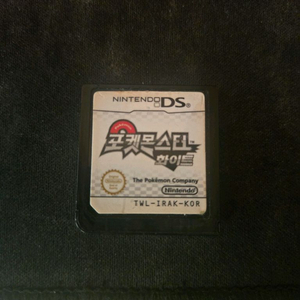 NINTENDO DS
포켓몬스터
화이트
The Pokémon Company
Nintendo
TWL-IRAK-KOR